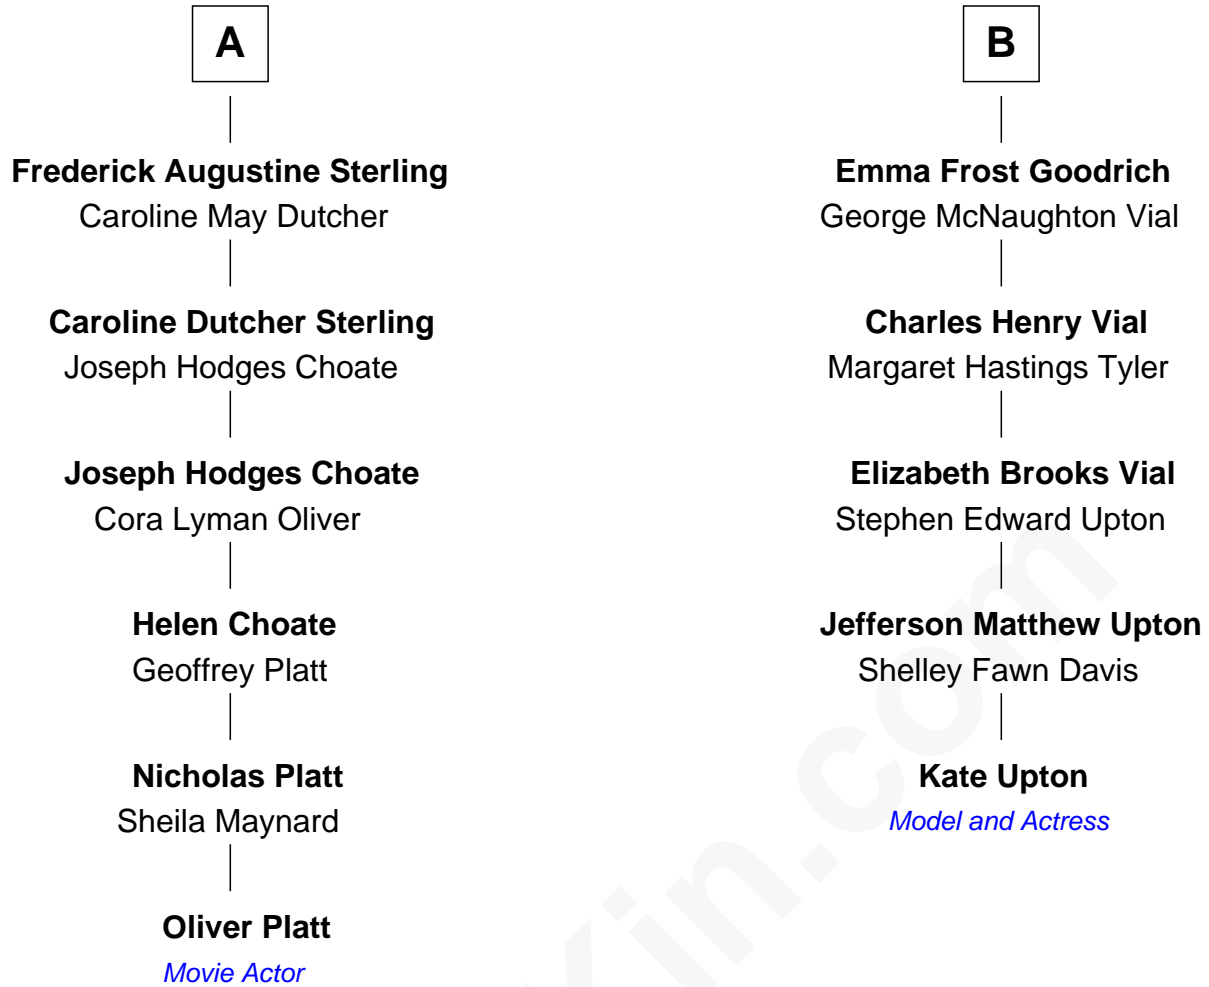 A
Frederick Augustine Sterling
Caroline May Dutcher
Caroline Dutcher Sterling
Joseph Hodges Choate
Joseph Hodges Choate
Cora Lyman Oliver
Helen Choate
Geoffrey Platt
Nicholas Platt
Sheila Maynard
Oliver Platt
Movie Actor
B
Emma Frost Goodrich
George McNaughton Vial
Charles Henry Vial
Margaret Hastings Tyler
Elizabeth Brooks Vial
Stephen Edward Upton
Jefferson Matthew Upton
Shelley Fawn Davis
Kate Upton
Model and Actress
Kin.com